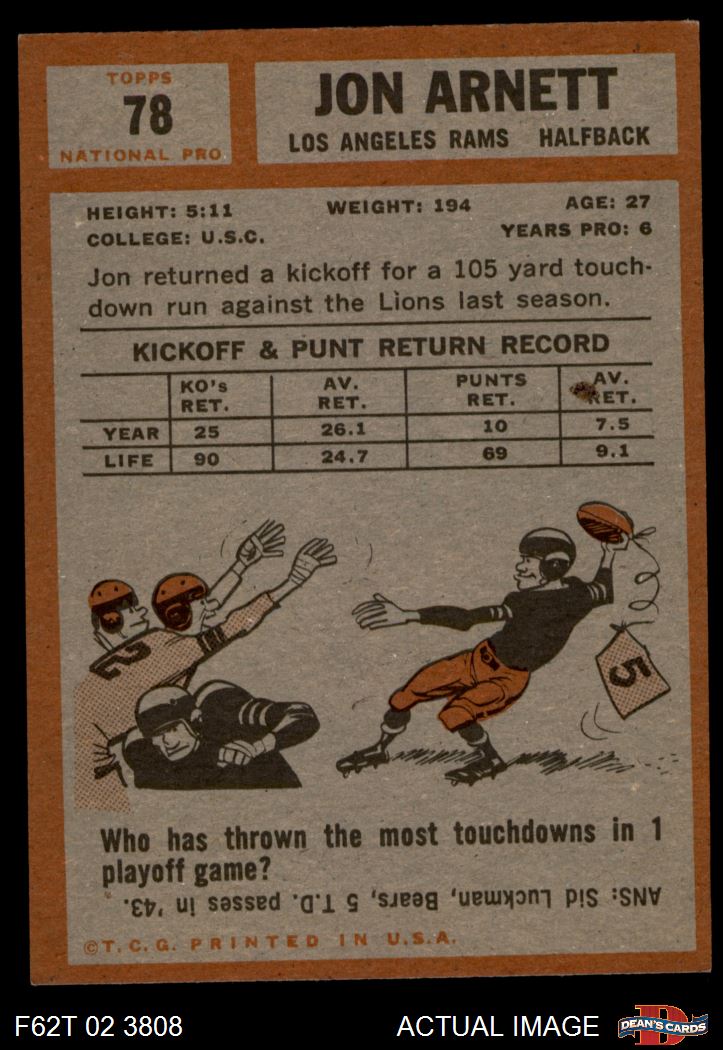 TOPPS
78
NATIONAL PRO
JON ARNETT
LOS ANGELES RAMS HALFBACK
HEIGHT: 5:11 WEIGHT: 194 AGE: 27
COLLEGE: U.S.C. YEARS PRO: 6
Jon returned a kickoff for a 105 yard touch-
down run against the Lions last season.
KICKOFF & PUNT RETURN RECORD
KO's AV. PUNTS AV.
RET. RET. RET. RET.
YEAR 25 26.1 10 7.5
LIFE 90 24.7 69 9.1
2
5
Who has thrown the most touchdowns in 1
playoff game?
ANS: Sid Luckman, Bears, 5 T.D. passes in '43.
©T.C.G. PRINTED IN U.S.A.
F62T 02 3808 ACTUAL IMAGE
D
DEAN'S CARDS